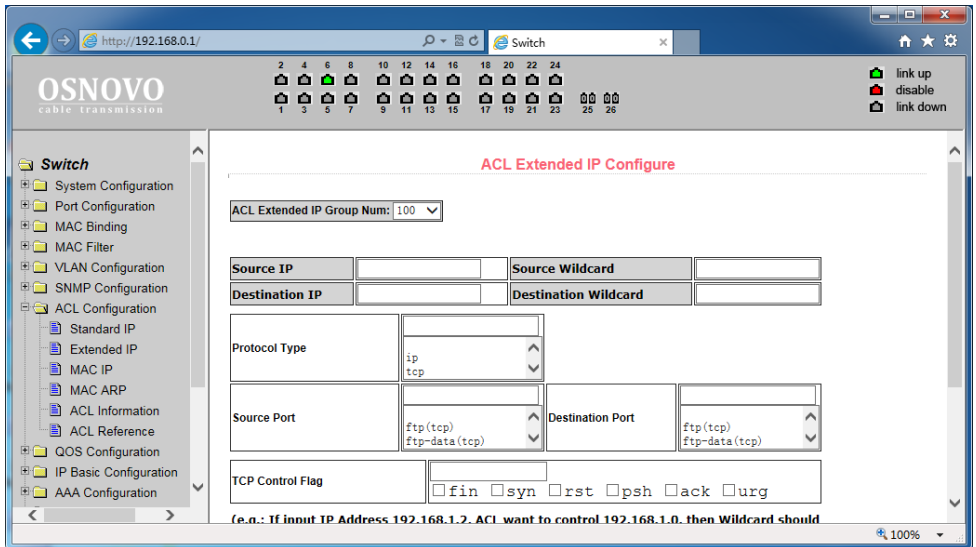 http://192.168.0.1/
Switch
OSNOVO
cable transmission
2 4 6 8 10 12 14 16 18 20 22 24
1 3 5 7 9 11 13 15 17 19 21 23 25 26
link up
disable
link down
Switch
System Configuration
Port Configuration
MAC Binding
MAC Filter
VLAN Configuration
SNMP Configuration
ACL Configuration
Standard IP
Extended IP
MAC IP
MAC ARP
ACL Information
ACL Reference
QOS Configuration
IP Basic Configuration
AAA Configuration
ACL Extended IP Configure
ACL Extended IP Group Num: 100
Source IP Source Wildcard
Destination IP Destination Wildcard
Protocol Type
ip
tcp
Source Port
ftp(tcp)
ftp-data(tcp)
Destination Port
ftp(tcp)
ftp-data(tcp)
TCP Control Flag
fin syn rst psh ack urg
(e.g.: If input IP Address 192.168.1.2, ACL want to control 192.168.1.0, then Wildcard should
100%